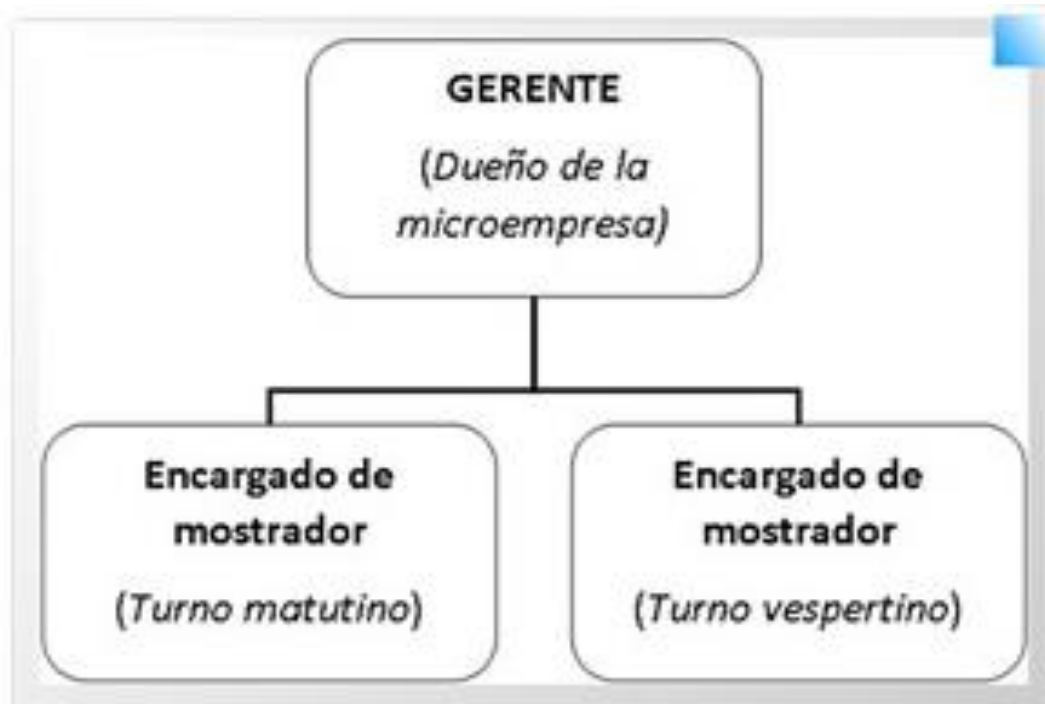 GERENTE
(Dueño de la
microempresa)
Encargado de
mostrador
(Turno matutino)
Encargado de
mostrador
(Turno vespertino)